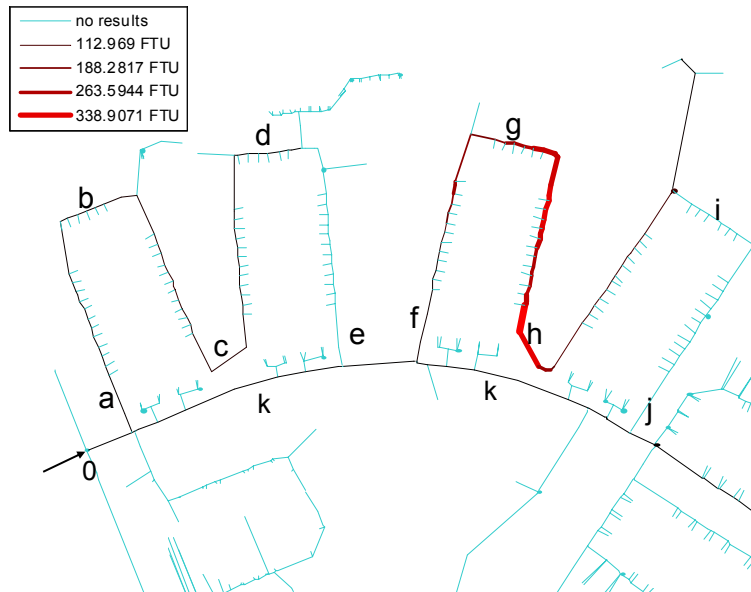 no results
112.969 FTU
188.2817 FTU
263.5944 FTU
338.9071 FTU
g
d
b
i
f
h
c
e
a
k
k
j
0